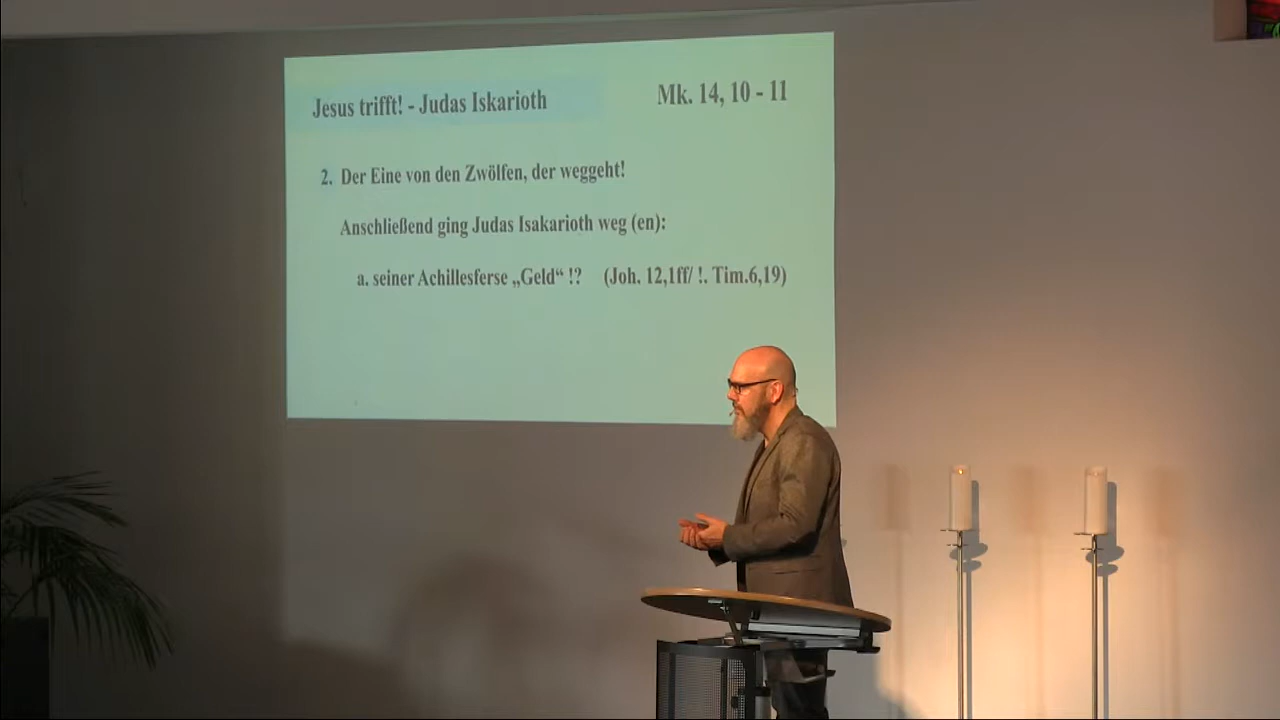 Jesus trifft! - Judas Iskarioth Mk. 14, 10 - 11
2. Der Eine von den Zwölfen, der weggeht!
Anschließend ging Judas Isakarioth weg (en):
a. seiner Achillesferse „Geld“ !? (Joh. 12,1ff/ !. Tim.6,19)